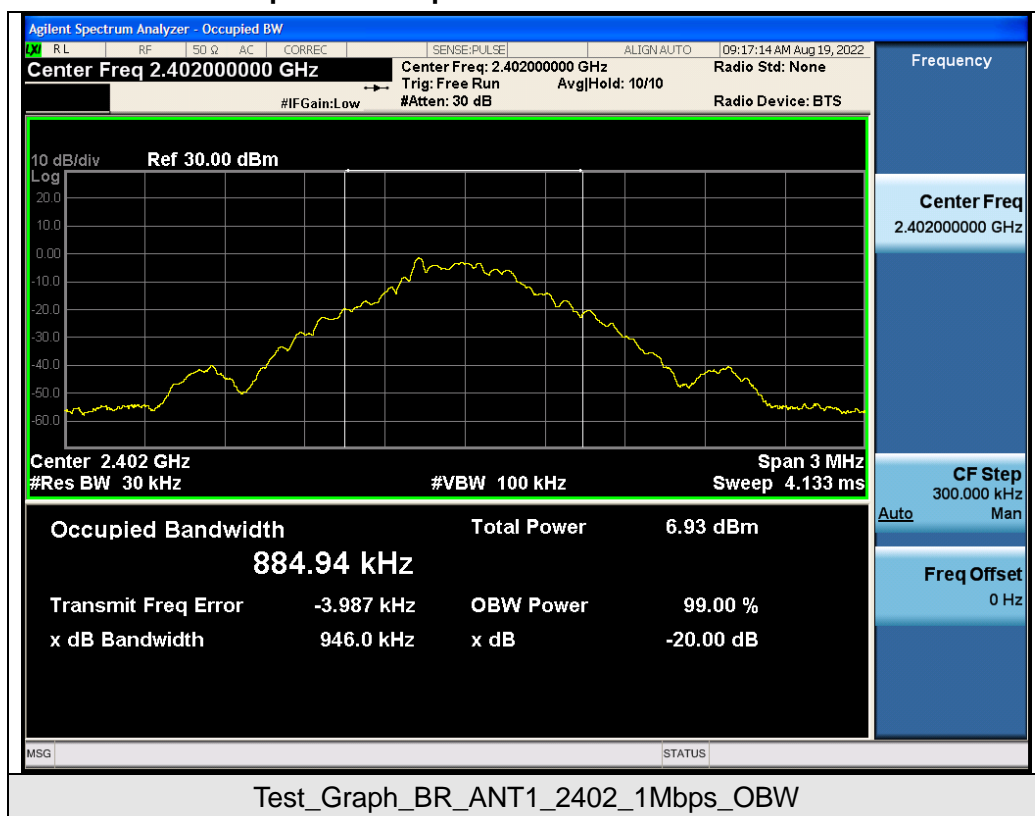 Agilent Spectrum Analyzer - Occupied BW
LXI RL RF 50 Ω AC CORREC SENSE:PULSE ALIGN AUTO 09:17:14 AM Aug 19, 2022
Center Freq 2.402000000 GHz
Center Freq: 2.402000000 GHz
Radio Std: None
Trig: Free Run
Avg|Hold: 10/10
#IFGain:Low
#Atten: 30 dB
Radio Device: BTS
10 dB/div
Ref 30.00 dBm
Log
20.0
10.0
0.00
-10.0
-20.0
-30.0
-40.0
-50.0
-60.0
Center 2.402 GHz
Span 3 MHz
#Res BW 30 kHz
#VBW 100 kHz
Sweep 4.133 ms
Occupied Bandwidth
Total Power 6.93 dBm
884.94 kHz
Transmit Freq Error -3.987 kHz
OBW Power 99.00 %
x dB Bandwidth 946.0 kHz
x dB -20.00 dB
MSG
STATUS
Frequency
Center Freq
2.402000000 GHz
CF Step
300.000 kHz
Auto Man
Freq Offset
0 Hz
Test_Graph_BR_ANT1_2402_1Mbps_OBW